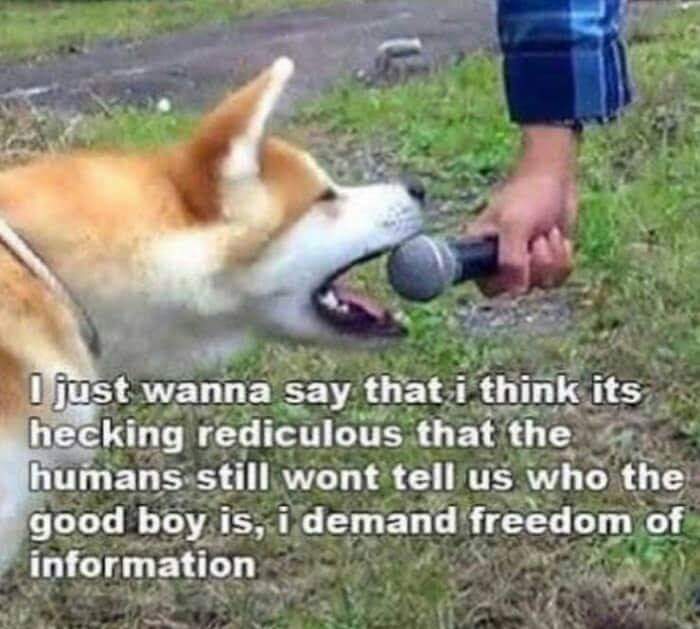 I just wanna say that i think its
hecking rediculous that the
humans still wont tell us who the
good boy is, i demand freedom of
information